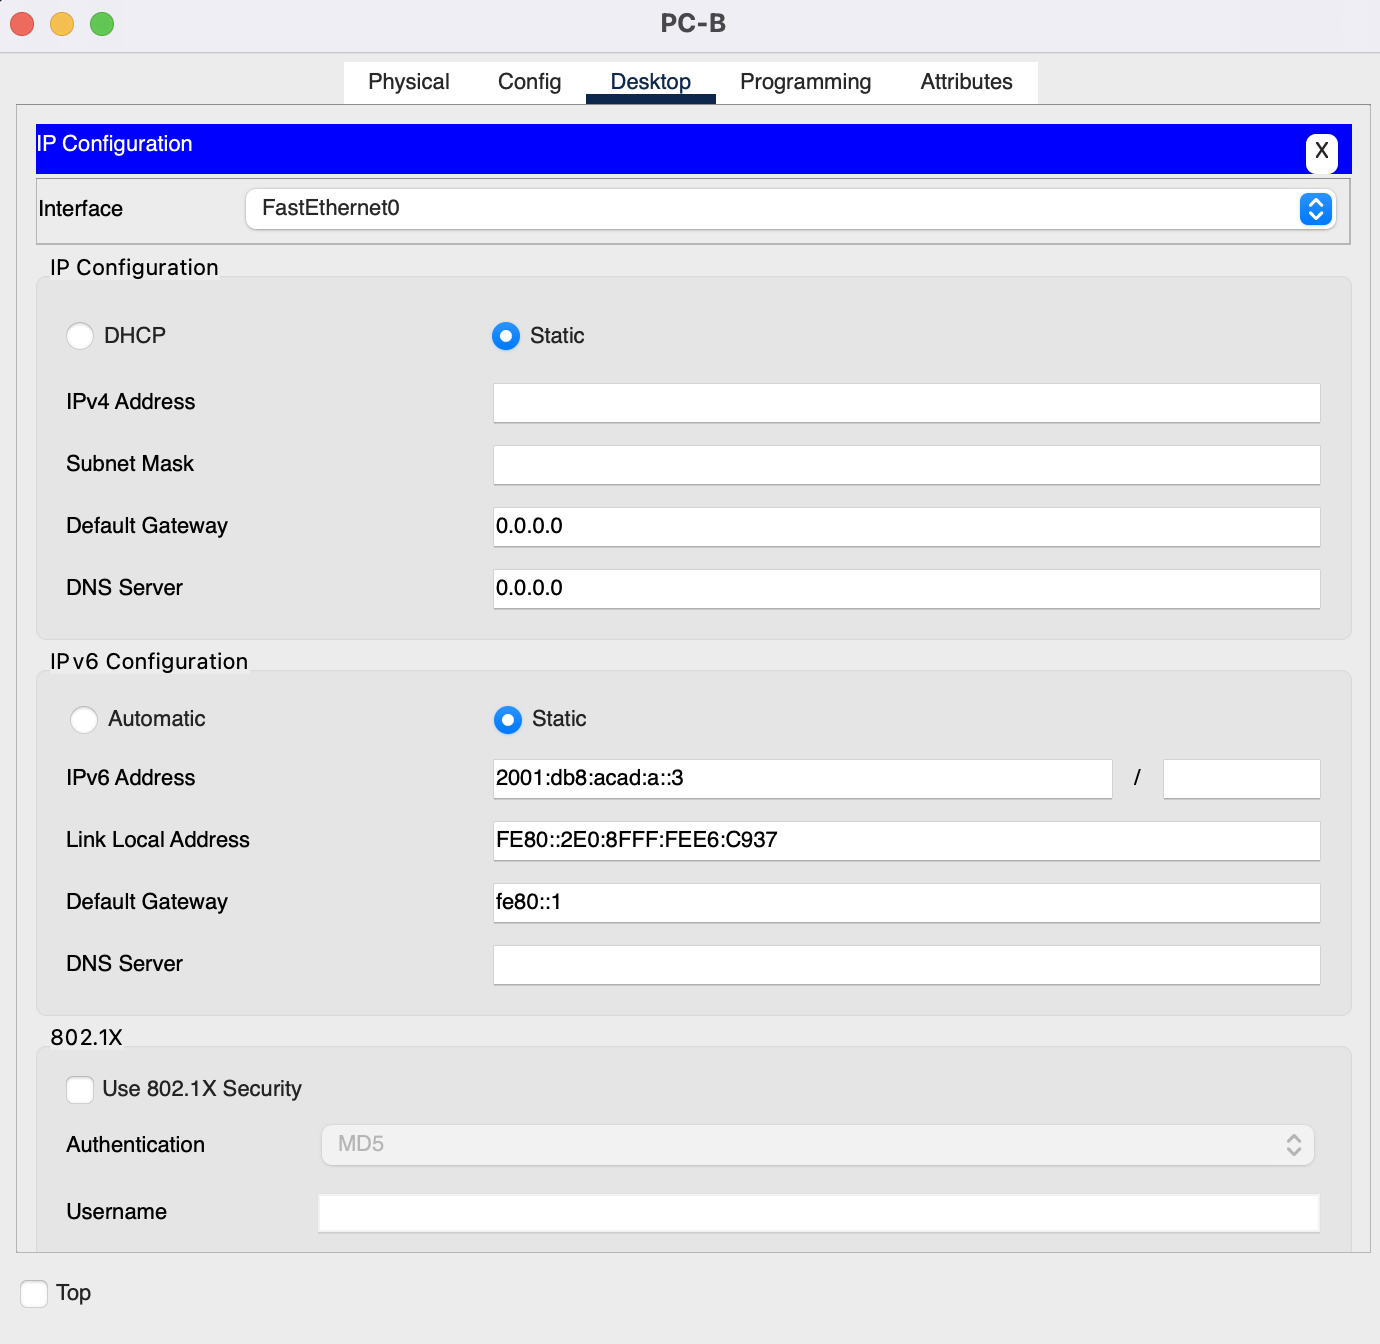 PC-B
Physical Config Desktop Programming Attributes
IP Configuration X
Interface FastEthernet0
IP Configuration
DHCP Static
IPv4 Address
Subnet Mask
Default Gateway 0.0.0.0
DNS Server 0.0.0.0
IPv6 Configuration
Automatic Static
IPv6 Address 2001:db8:acad:a::3 /
Link Local Address FE80::2E0:8FFF:FEE6:C937
Default Gateway fe80::1
DNS Server
802.1X
Use 802.1X Security
Authentication MD5
Username
Top